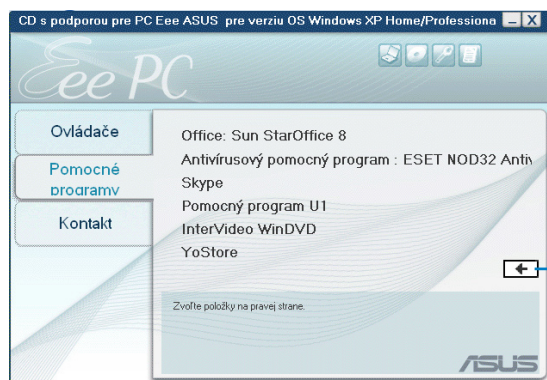 CD s podporou pre PC Eee ASUS pre verziu OS Windows XP Home/Professiona
Eee PC
Ovládače
Pomocné
programy
Kontakt
Office: Sun StarOffice 8
Antivírusový pomocný program : ESET NOD32 Antiv
Skype
Pomocný program U1
InterVideo WinDVD
YoStore
Zvoľte položky na pravej strane.
ASUS